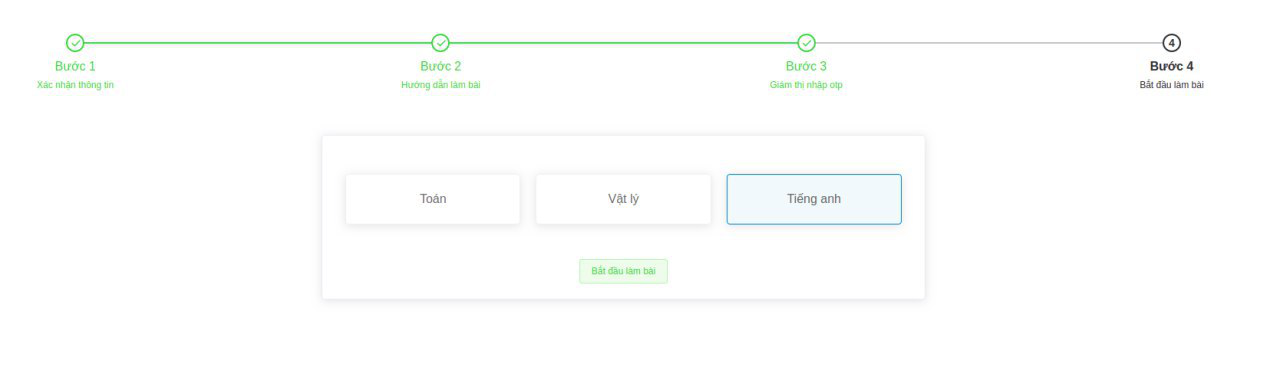 4
Bước 1
Bước 2
Bước 3
Bước 4
Xác nhận thông tin
Hướng dẫn làm bài
Giám thị nhập otp
Bắt đầu làm bài
Toán
Vật lý
Tiếng anh
Bắt đầu làm bài